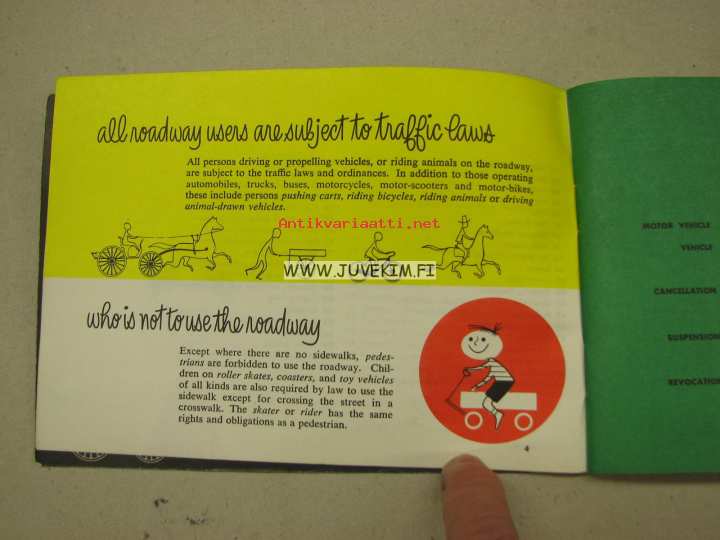 all roadway users are subject to traffic laws
All persons driving or propelling vehicles, or riding animals on the roadway,
are subject to the traffic laws and ordinances. In addition to those operating
automobiles, trucks, buses, motorcycles, motor-scooters and motor-bikes,
these include persons pushing carts, riding bicycles, riding animals or driving
animal-drawn vehicles.
Antikvariaatti.net
WWW.JUVEKIM.FI
who is not to use the roadway
Except where there are no sidewalks, pedes-
trians are forbidden to use the roadway. Chil-
dren on roller skates, coasters, and toy vehicles
of all kinds are also required by law to use the
sidewalk except for crossing the street in a
crosswalk. The skater or rider has the same
rights and obligations as a pedestrian.
4
MOTOR VEHICLE
VEHICLE
CANCELLATION
SUSPENSION
REVOCATION